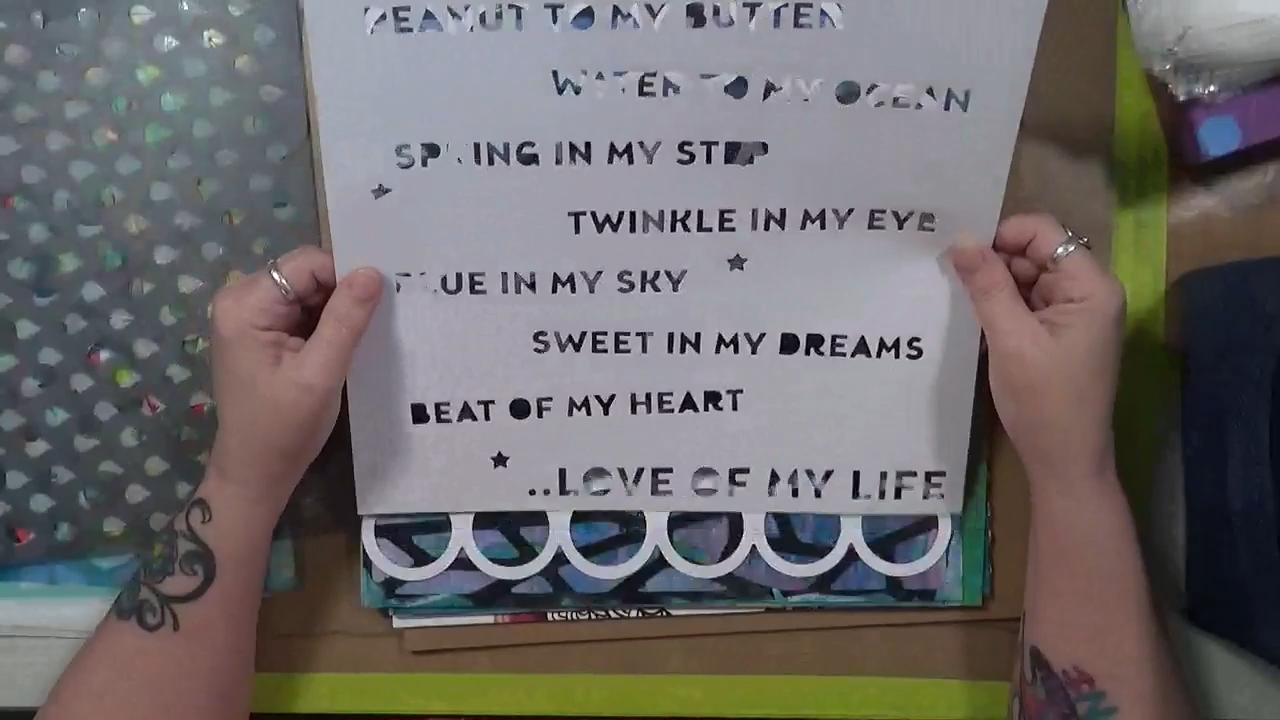 PEANUT TO MY BUTTER
WATER TO MY OCEAN
SPRING IN MY STEP
TWINKLE IN MY EYE
BLUE IN MY SKY
SWEET IN MY DREAMS
BEAT OF MY HEART
..LOVE OF MY LIFE